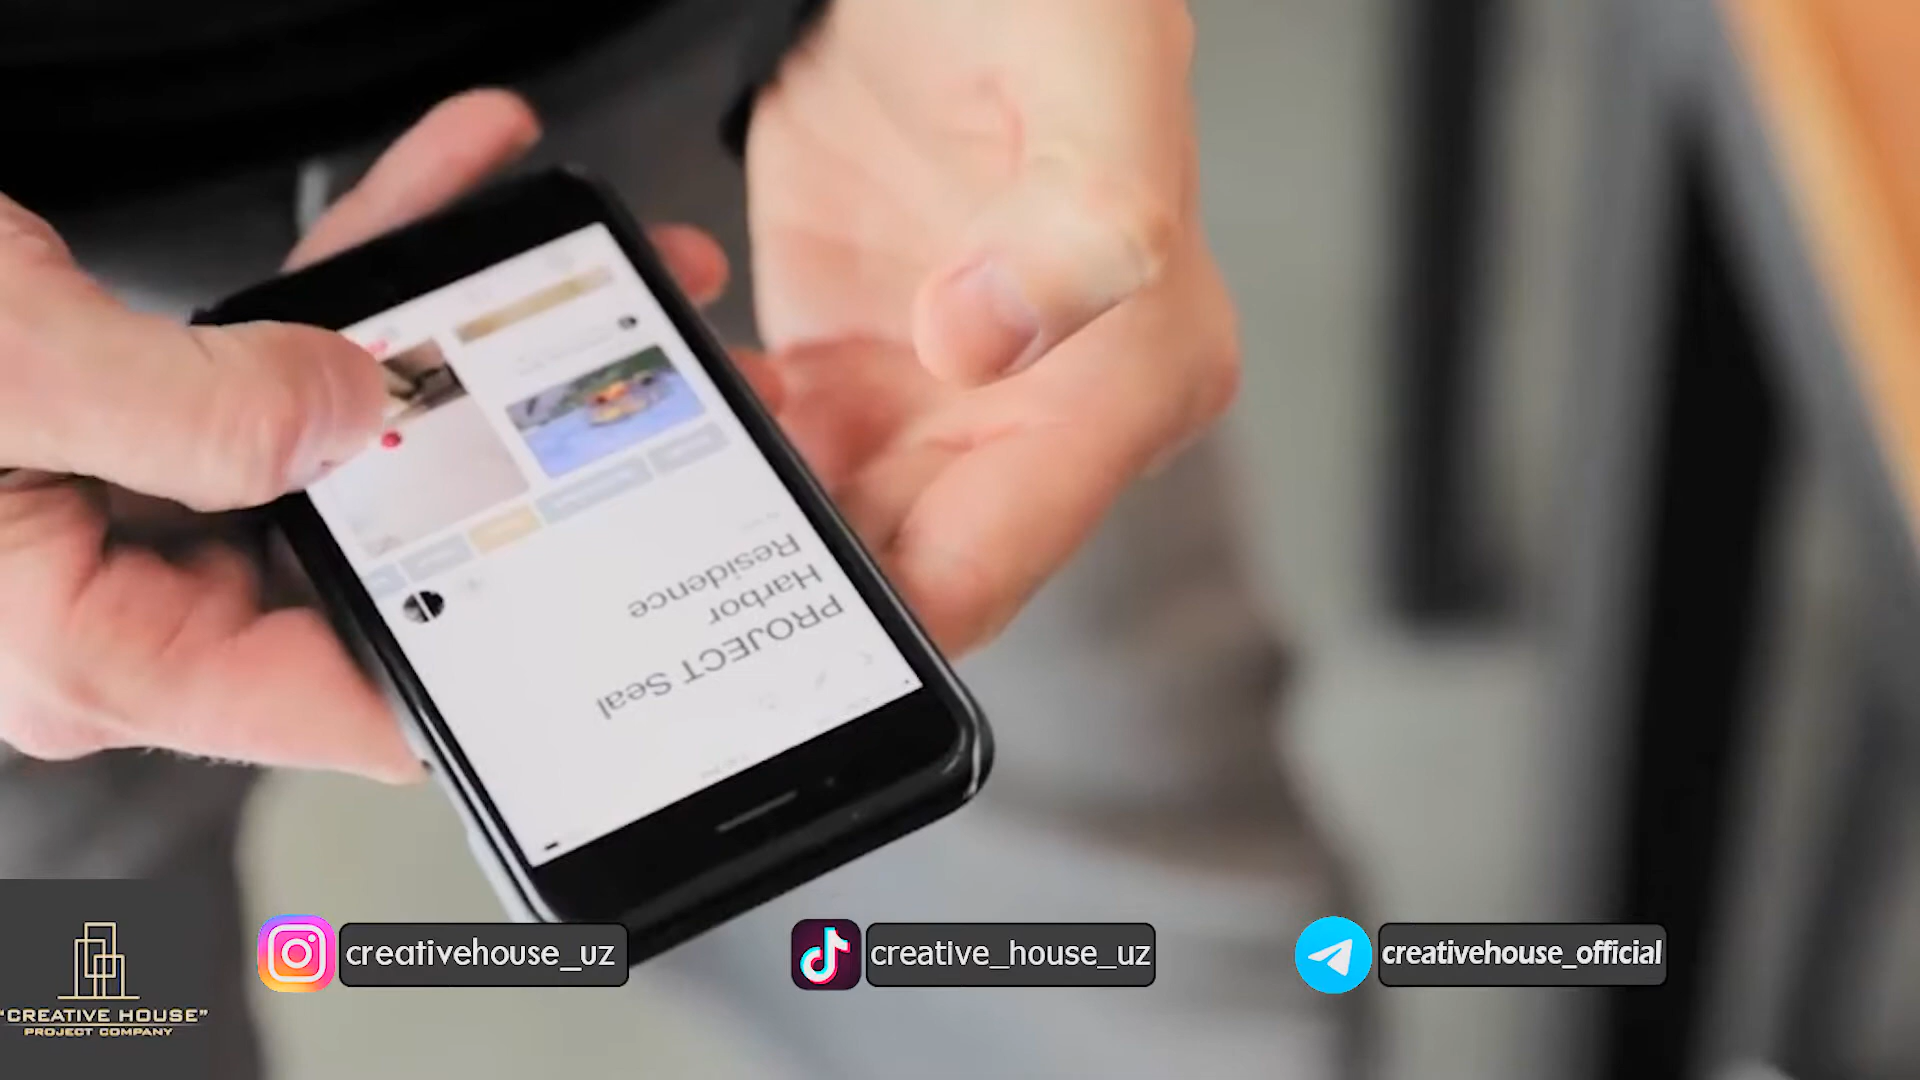 PROJECT Seal
Harbor
Residence
creativehouse_uz
creative_house_uz
creativehouse_official
"CREATIVE HOUSE"
PROJECT COMPANY